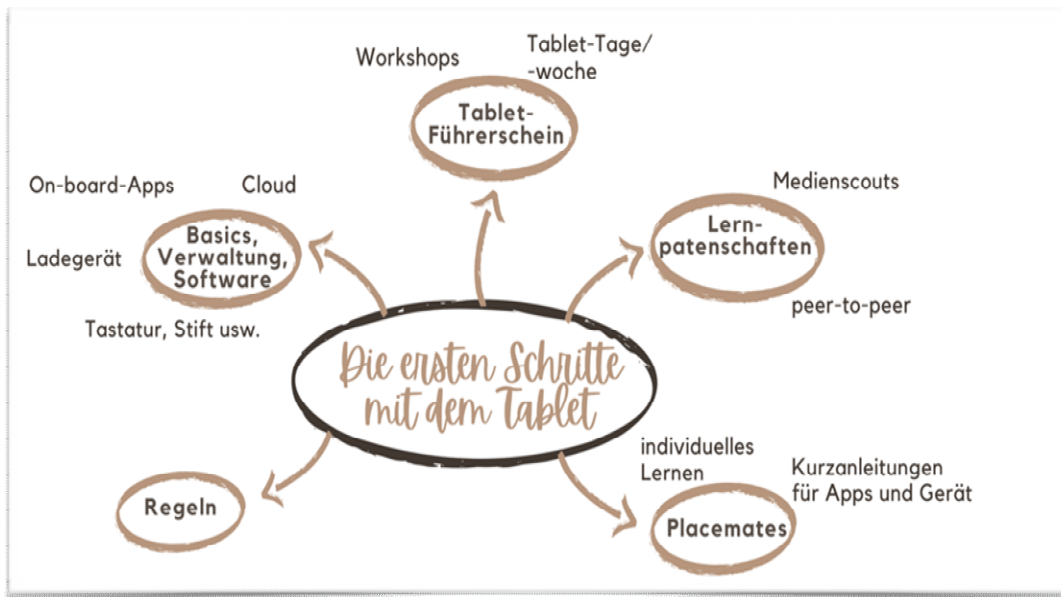 Workshops
Tablet-Tage/
-woche
Tablet-
Führerschein
On-board-Apps
Cloud
Basics,
Verwaltung,
Software
Ladegerät
Tastatur, Stift usw.
Medienscouts
Lern-
patenschaften
peer-to-peer
Die ersten Schritte
mit dem Tablet
Regeln
individuelles
Lernen
Kurzanleitungen
für Apps und Gerät
Placemates